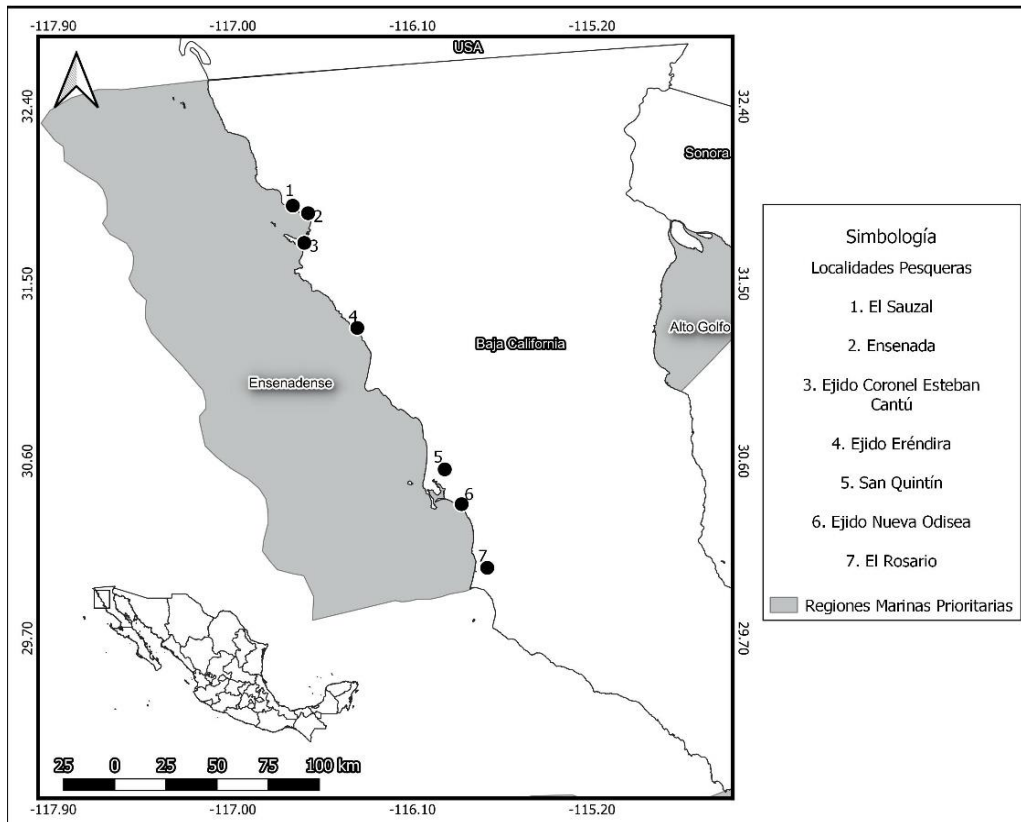 -117.90
-117.00
-116.10
-115.20
USA
32.40
32.40
Sonora
1
2
3
31.50
31.50
4
Alto Golfo
Baja California
Ensenadense
30.60
30.60
5
6
7
29.70
29.70
25 0 25 50 75 100 km
-117.90
-117.00
-116.10
-115.20
Simbología
Localidades Pesqueras
1. El Sauzal
2. Ensenada
3. Ejido Coronel Esteban
Cantú
4. Ejido Eréndira
5. San Quintín
6. Ejido Nueva Odisea
7. El Rosario
Regiones Marinas Prioritarias